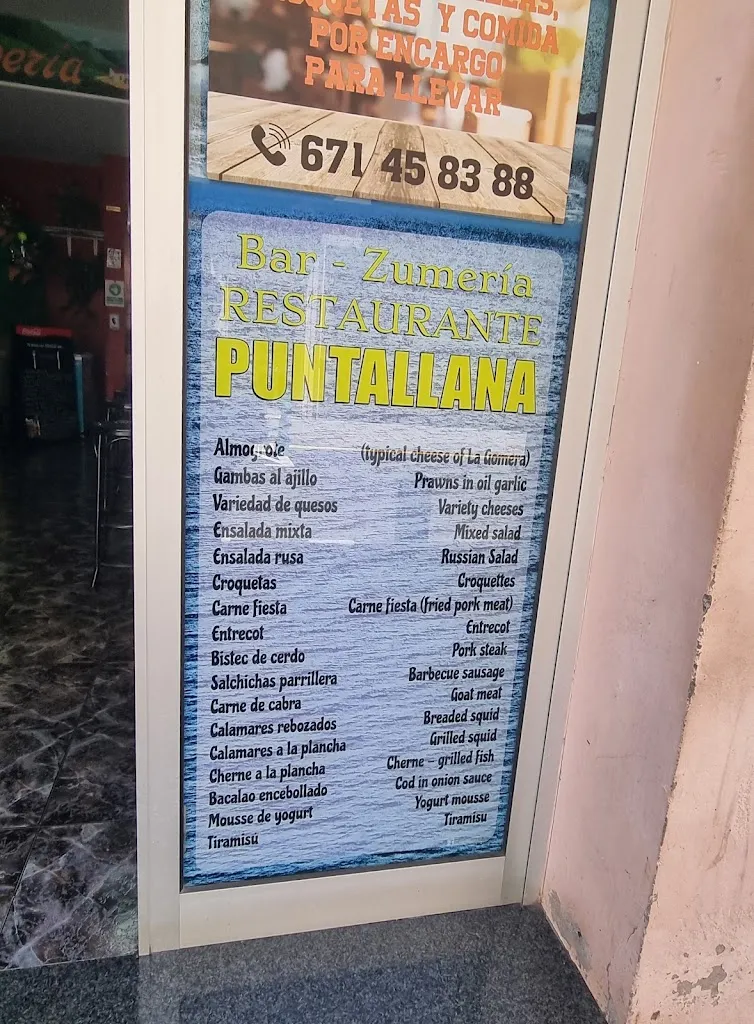 Y COMIDA
POR ENCARGO
PARA LLEVAR
671 45 83 88
Bar - Zumería
RESTAURANTE
PUNTALLANA
Almogrote (typical cheese of La Gomera)
Gambas al ajillo Prawns in oil garlic
Variedad de quesos Variety cheeses
Ensalada mixta Mixed salad
Ensalada rusa Russian Salad
Croquetas Croquettes
Carne fiesta Carne fiesta (fried pork meat)
Entrecot Entrecot
Bistec de cerdo Pork steak
Salchichas parrillera Barbecue sausage
Carne de cabra Goat meat
Calamares rebozados Breaded squid
Calamares a la plancha Grilled squid
Cherne a la plancha Cherne - grilled fish
Bacalao encebollado Cod in onion sauce
Mousse de yogurt Yogurt mousse
Tiramisú Tiramisu